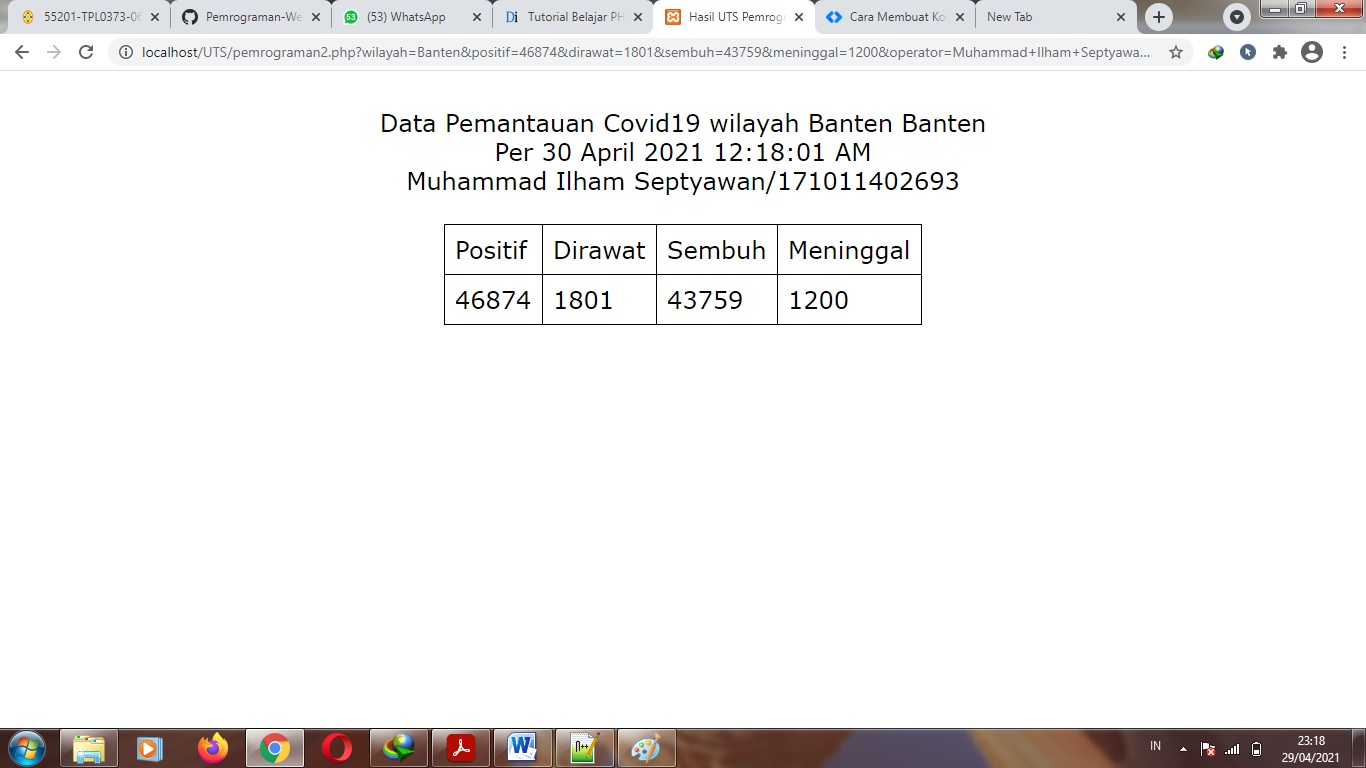 55201-TPL0373-06
Pemrograman-We
(53) WhatsApp
Tutorial Belajar PH
Hasil UTS Pemrog
Cara Membuat Ko
New Tab
localhost/UTS/pemrograman2.php?wilayah=Banten&positif=46874&dirawat=1801&sembuh=43759&meninggal=1200&operator=Muhammad+Ilham+Septyawa...
Data Pemantauan Covid19 wilayah Banten Banten
Per 30 April 2021 12:18:01 AM
Muhammad Ilham Septyawan/171011402693
Positif Dirawat Sembuh Meninggal
46874 1801 43759 1200
IN
23:18
29/04/2021